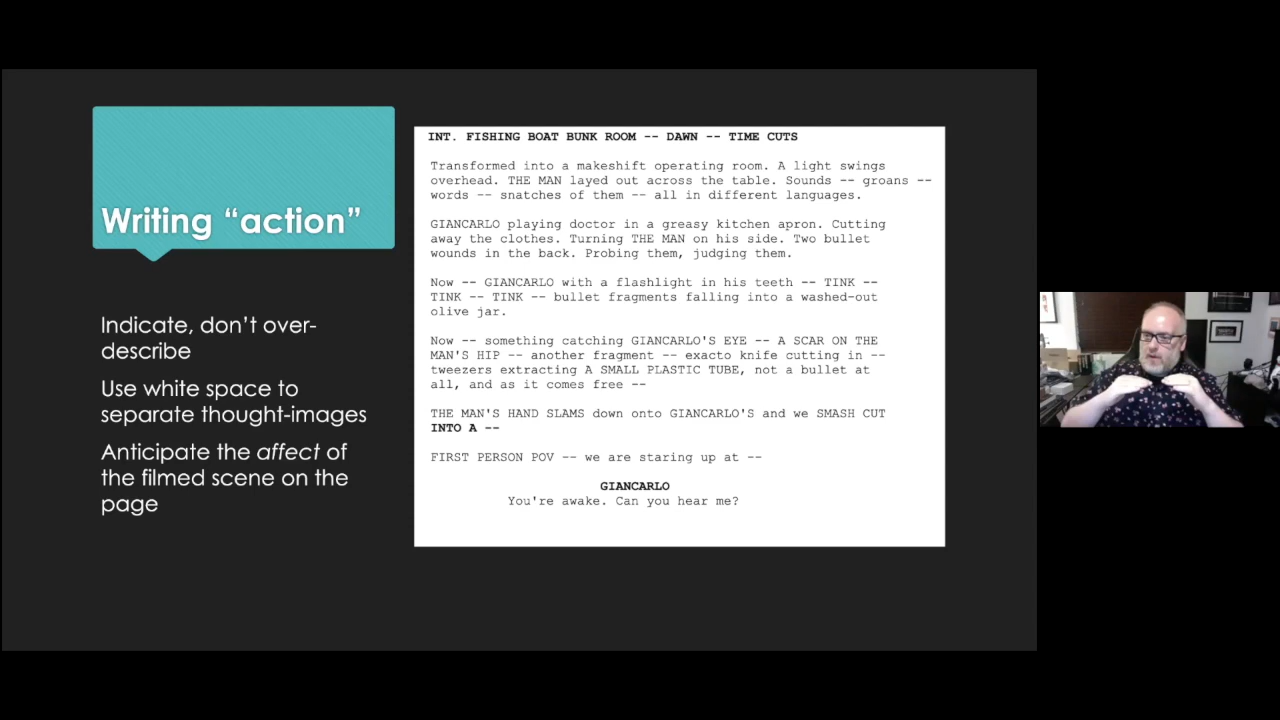 Writing “action”
Indicate, don’t over-
describe
Use white space to
separate thought-images
Anticipate the affect of
the filmed scene on the
page
INT. FISHING BOAT BUNK ROOM -- DAWN -- TIME CUTS
Transformed into a makeshift operating room. A light swings
overhead. THE MAN layed out across the table. Sounds -- groans --
words -- snatches of them -- all in different languages.
GIANCARLO playing doctor in a greasy kitchen apron. Cutting
away the clothes. Turning THE MAN on his side. Two bullet
wounds in the back. Probing them, judging them.
Now -- GIANCARLO with a flashlight in his teeth -- TINK --
TINK -- TINK -- bullet fragments falling into a washed-out
olive jar.
Now -- something catching GIANCARLO'S EYE -- A SCAR ON THE
MAN'S HIP -- another fragment -- exacto knife cutting in --
tweezers extracting A SMALL PLASTIC TUBE, not a bullet at
all, and as it comes free --
THE MAN'S HAND SLAMS down onto GIANCARLO'S and we SMASH CUT
INTO A --
FIRST PERSON POV -- we are staring up at --
GIANCARLO
You're awake. Can you hear me?